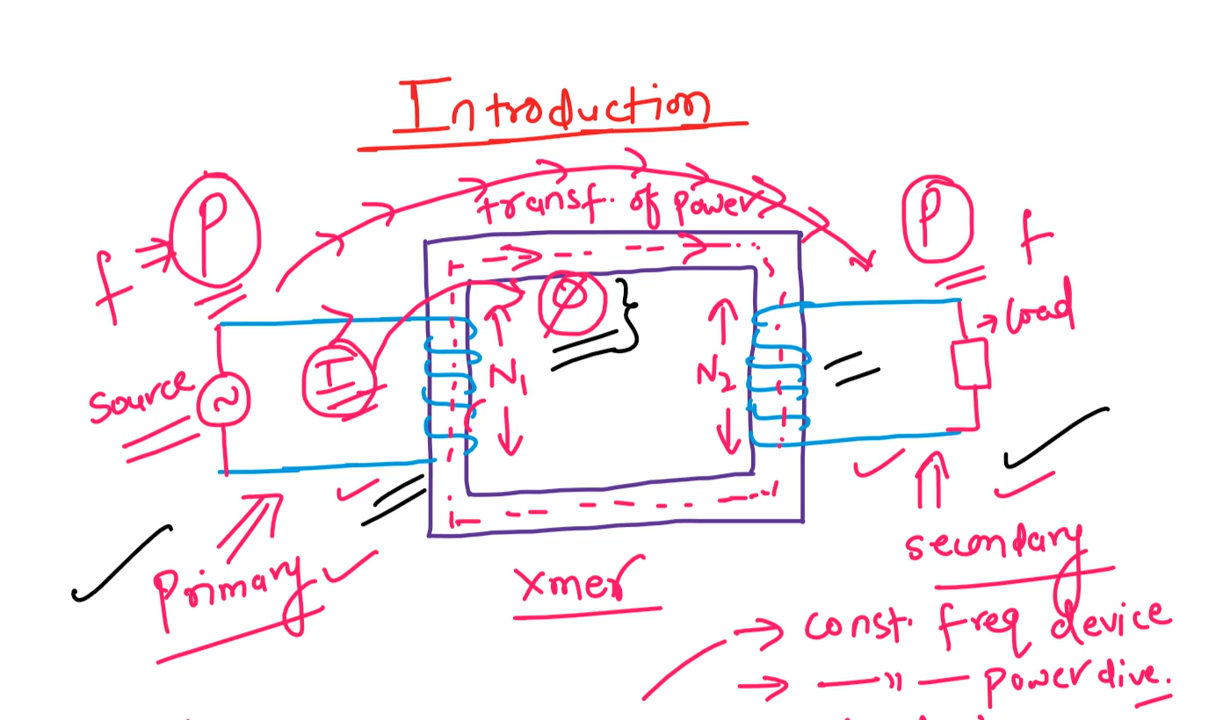 Introduction
transf. of power
P
P
f
f
ϕ
load
I
N1
N2
Source
secondary
Primary
Xmer
→ const. freq device
→ —〃— power dive.